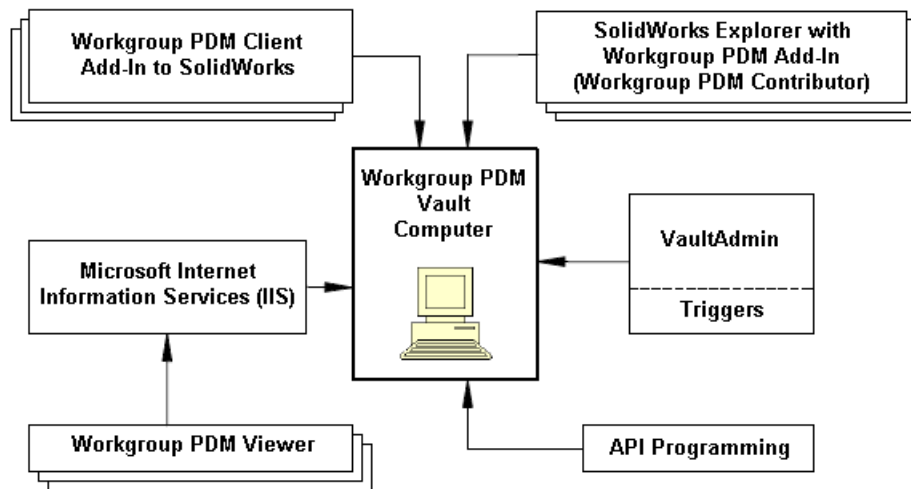 Workgroup PDM Client
Add-In to SolidWorks
SolidWorks Explorer with
Workgroup PDM Add-In
(Workgroup PDM Contributor)
Workgroup PDM
Vault
Computer
Microsoft Internet
Information Services (IIS)
VaultAdmin
Triggers
Workgroup PDM Viewer
API Programming